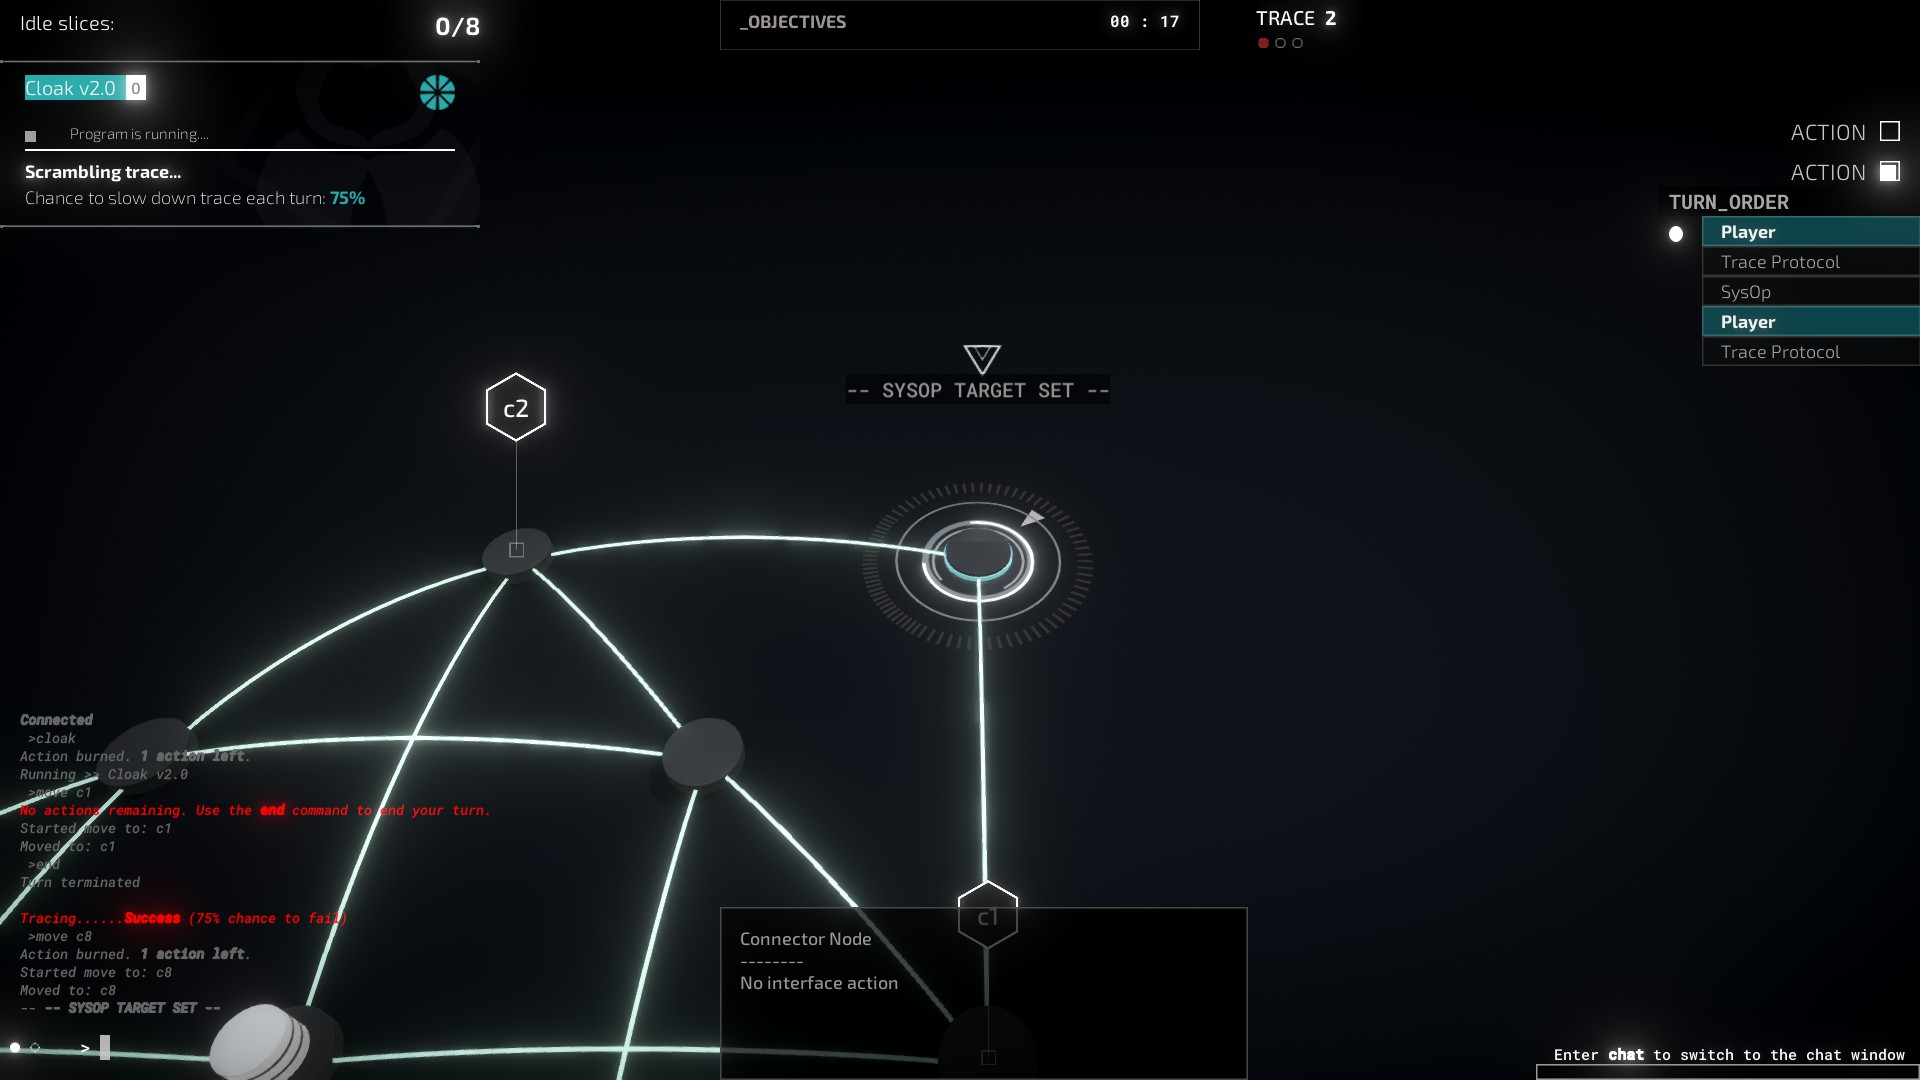 Idle slices:
0/8
Cloak v2.0 0
Program is running....
Scrambling trace...
Chance to slow down trace each turn: 75%
_OBJECTIVES
00 : 17
TRACE 2
ACTION
ACTION
TURN_ORDER
Player
Trace Protocol
SysOp
Player
Trace Protocol
-- SYSOP TARGET SET --
c2
c1
Connected
>cloak
Action burned. 1 action left.
Running >> Cloak v2.0
>move c1
No actions remaining. Use the end command to end your turn.
Started move to: c1
Moved to: c1
>end
Turn terminated
Tracing......Success (75% chance to fail)
>move c8
Action burned. 1 action left.
Started move to: c8
Moved to: c8
-- -- SYSOP TARGET SET --
>
Connector Node
--------
No interface action
Enter chat to switch to the chat window